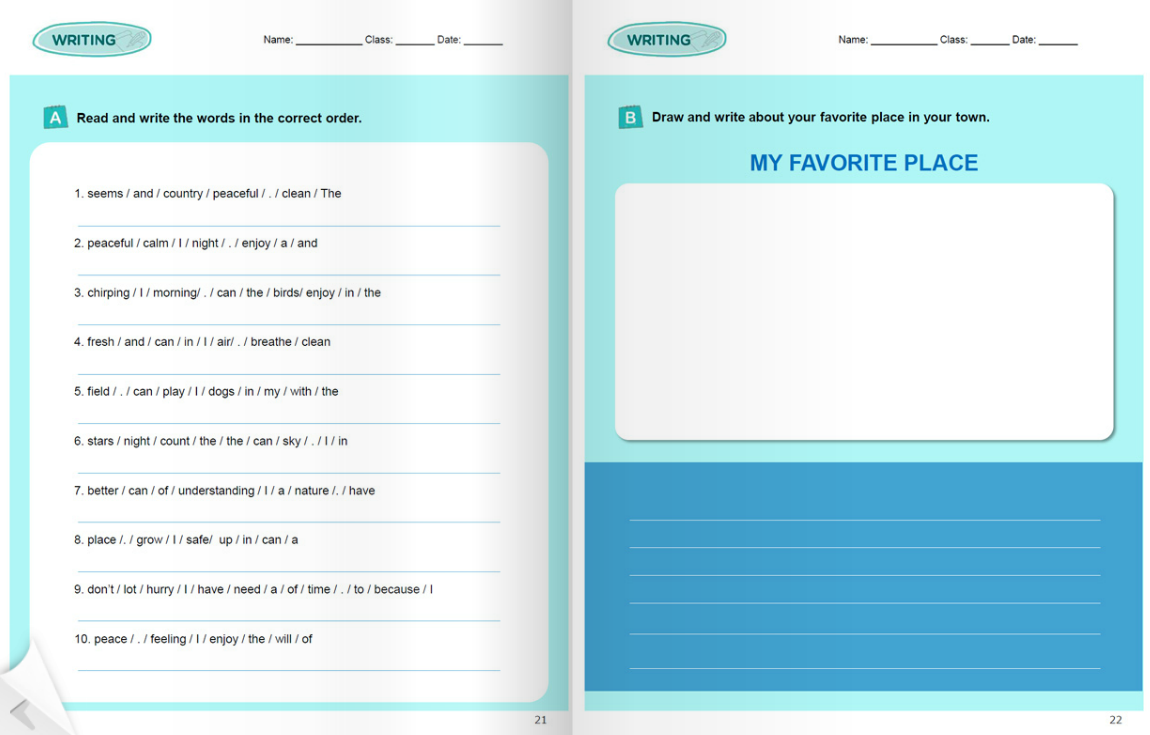 WRITING
Name: __________ Class: ______ Date: ______
A Read and write the words in the correct order.
1. seems / and / country / peaceful / . / clean / The
2. peaceful / calm / I / night / . / enjoy / a / and
3. chirping / I / morning/ . / can / the / birds/ enjoy / in / the
4. fresh / and / can / in / I / air/ . / breathe / clean
5. field / . / can / play / I / dogs / in / my / with / the
6. stars / night / count / the / the / can / sky / . / I / in
7. better / can / of / understanding / I / a / nature /. / have
8. place /. / grow / I / safe/ up / in / can / a
9. don't / lot / hurry / I / have / need / a / of / time / . / to / because / I
10. peace / . / feeling / I / enjoy / the / will / of
21
WRITING
Name: __________ Class: ______ Date: ______
B Draw and write about your favorite place in your town.
MY FAVORITE PLACE
22